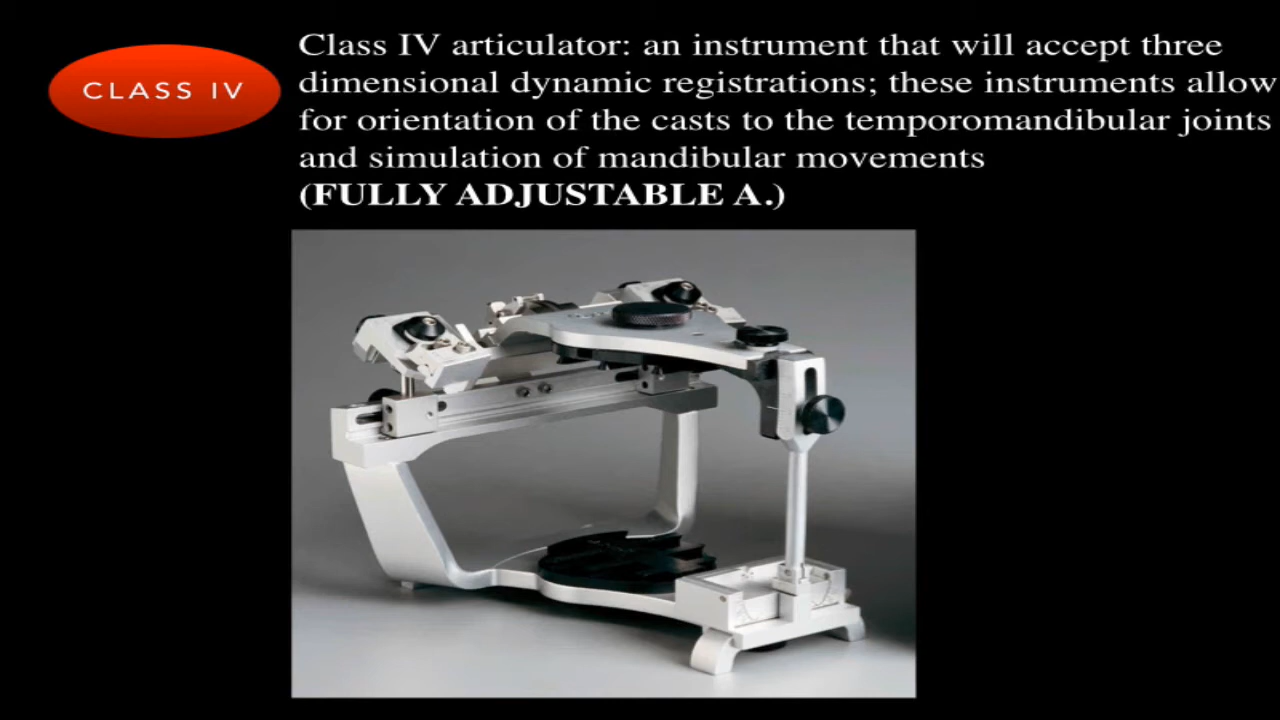 CLASS IV
Class IV articulator: an instrument that will accept three
dimensional dynamic registrations; these instruments allow
for orientation of the casts to the temporomandibular joints
and simulation of mandibular movements
(FULLY ADJUSTABLE A.)